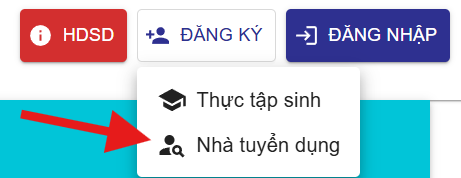 HDSD
ĐĂNG KÝ
ĐĂNG NHẬP
Thực tập sinh
Nhà tuyển dụng